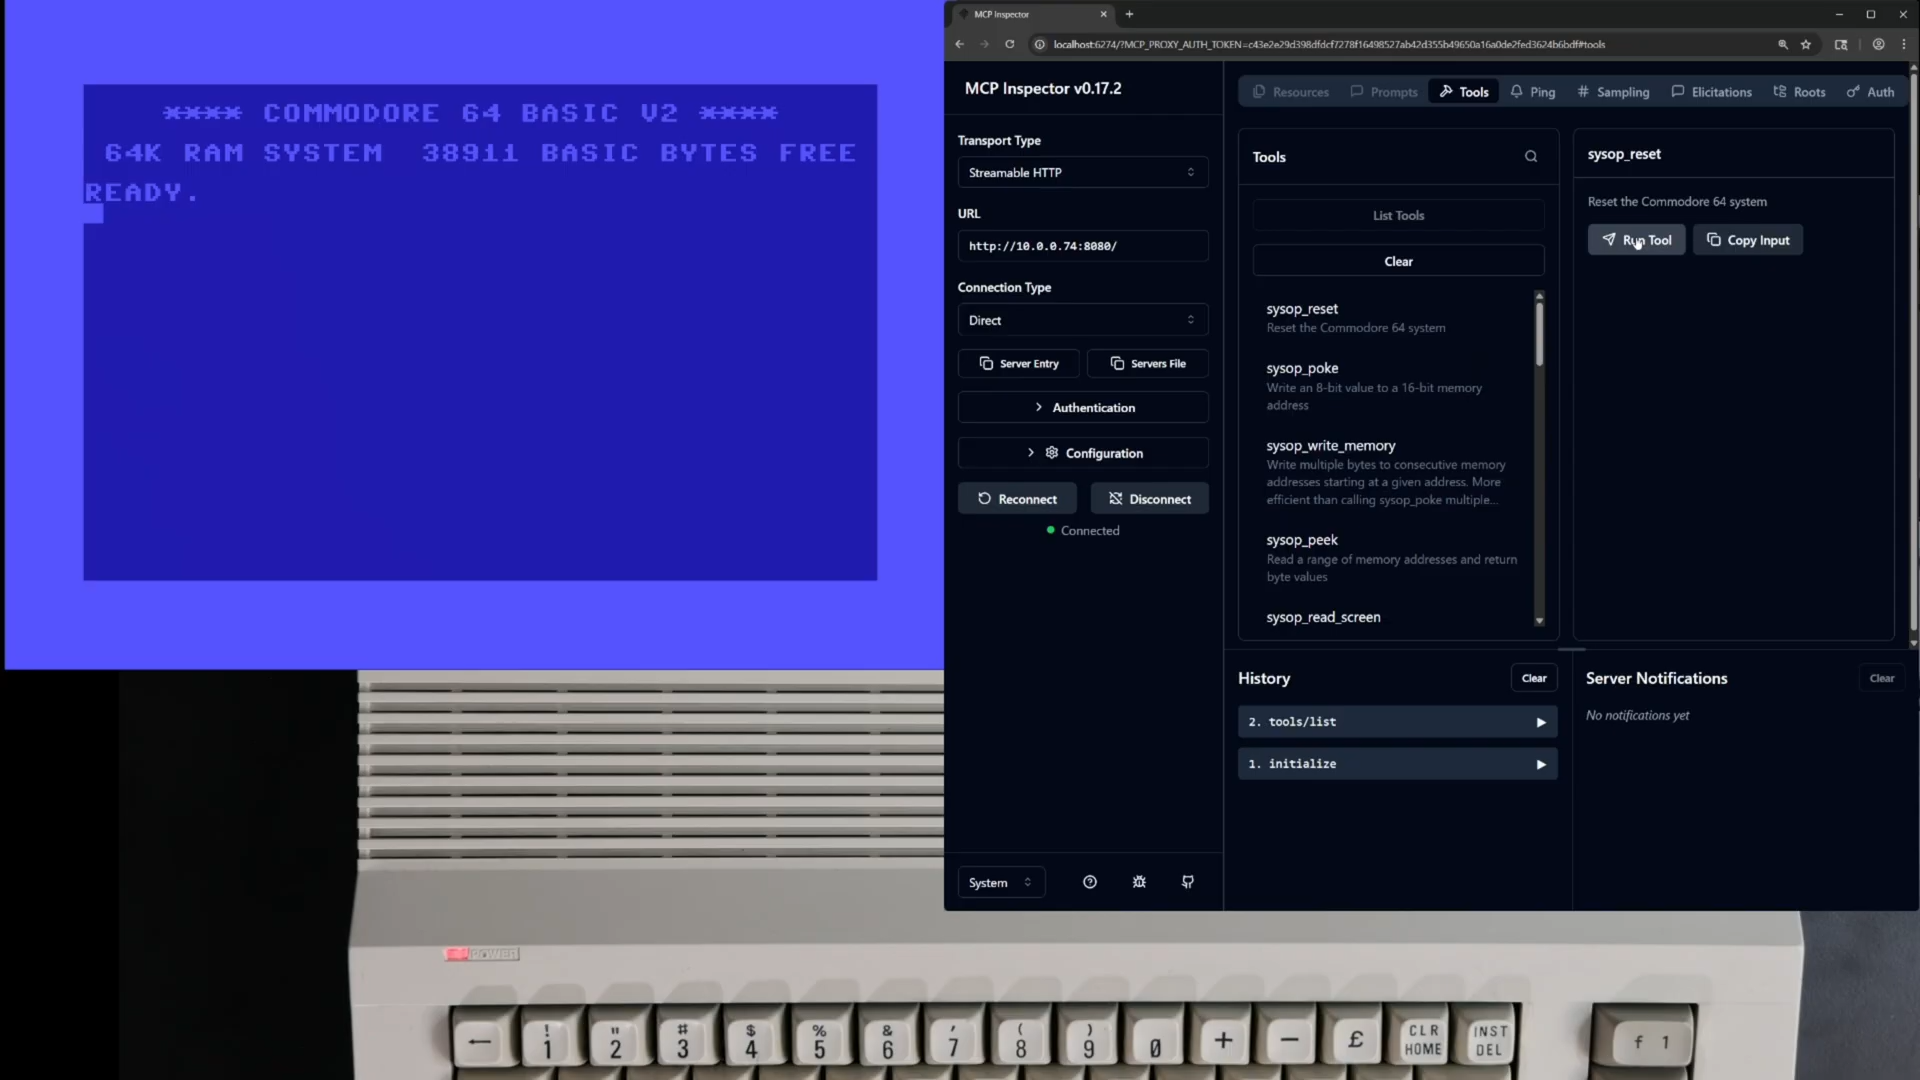 **** COMMODORE 64 BASIC V2 ****
64K RAM SYSTEM 38911 BASIC BYTES FREE
READY.
MCP Inspector
localhost:6274/?MCP_PROXY_AUTH_TOKEN=c43e2e29d398dfdcf7278f16498527ab42d355b49650a16a0de2fed3624b6bdf#tools
MCP Inspector v0.17.2
Transport Type
Streamable HTTP
URL
http://10.0.0.74:8080/
Connection Type
Direct
Server Entry
Servers File
Authentication
Configuration
Reconnect
Disconnect
Connected
System
Resources
Prompts
Tools
Ping
Sampling
Elicitations
Roots
Auth
Tools
List Tools
Clear
sysop_reset
Reset the Commodore 64 system
sysop_poke
Write an 8-bit value to a 16-bit memory
address
sysop_write_memory
Write multiple bytes to consecutive memory
addresses starting at a given address. More
efficient than calling sysop_poke multiple...
sysop_peek
Read a range of memory addresses and return
byte values
sysop_read_screen
sysop_reset
Reset the Commodore 64 system
Run Tool
Copy Input
History
Clear
2. tools/list
1. initialize
Server Notifications
Clear
No notifications yet
POWER
← ! 1 " 2 # 3 $ 4 % 5 & 6 ' 7 ( 8 ) 9 0 + - £ CLR HOME INST DEL f 1